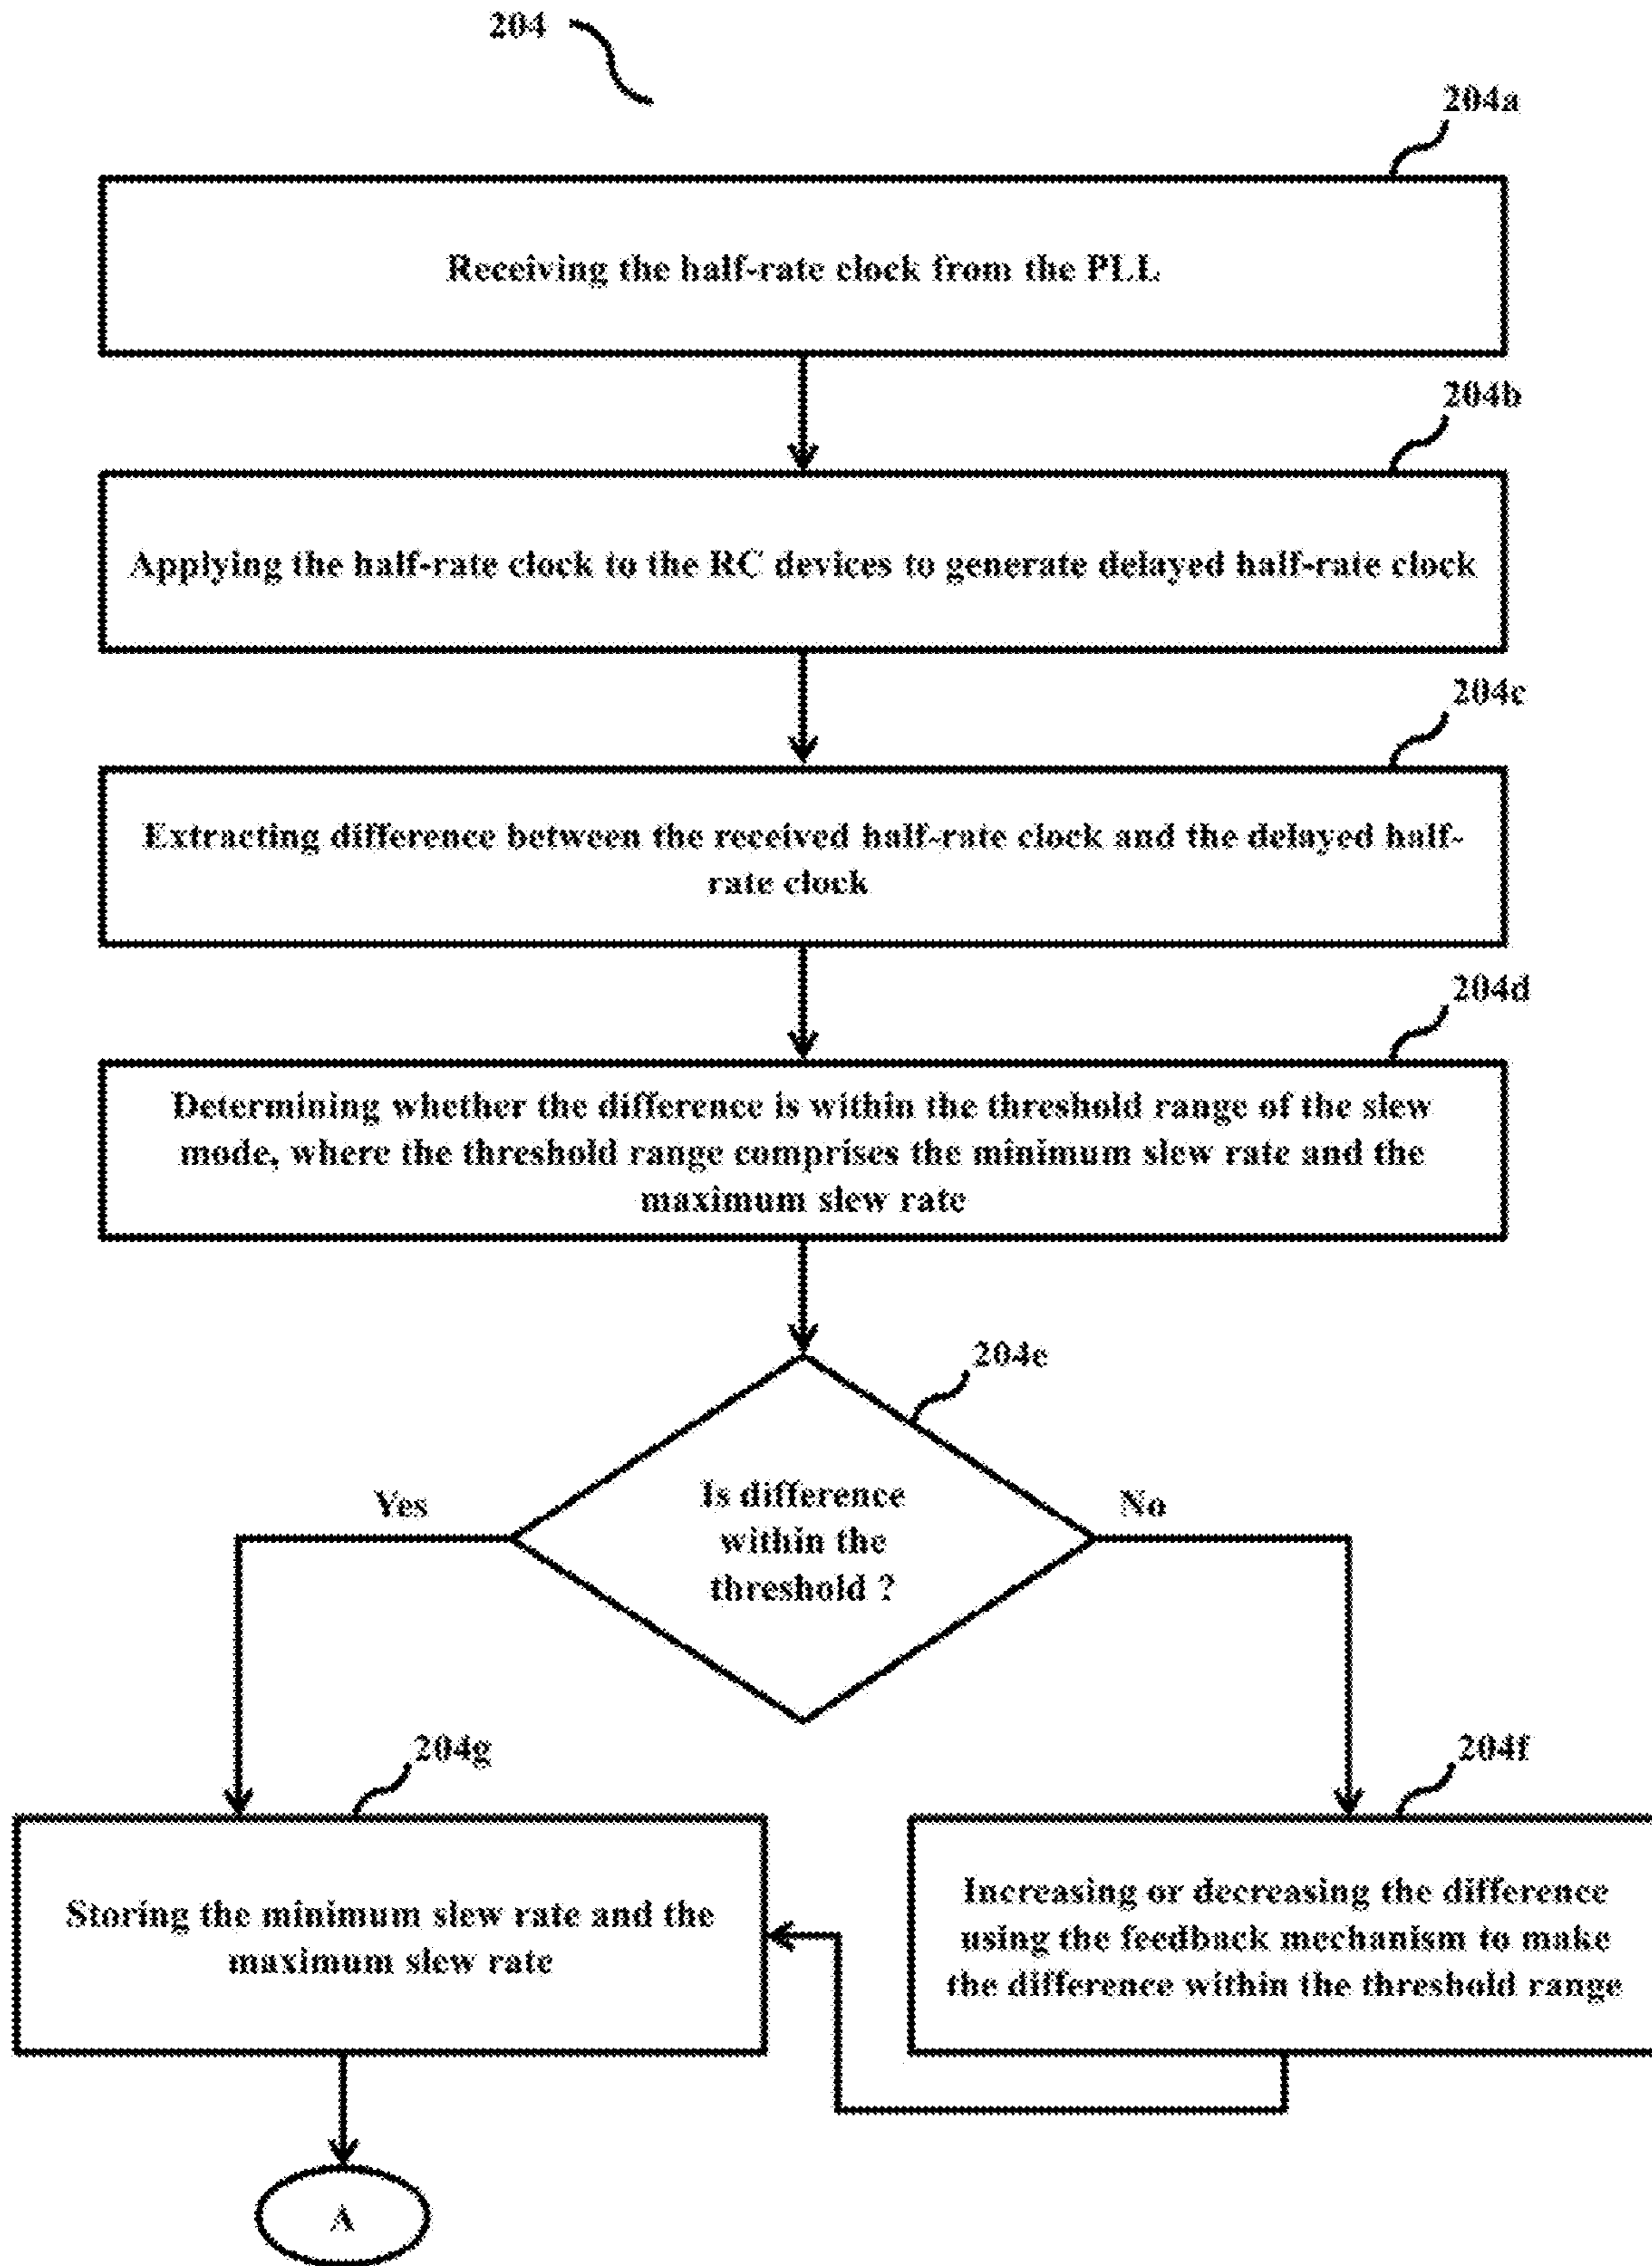 204
204a
Receiving the half-rate clock from the PLL
204b
Applying the half-rate clock to the RC devices to generate delayed half-rate clock
204c
Extracting difference between the received half-rate clock and the delayed half-
rate clock
204d
Determining whether the difference is within the threshold range of the slew
mode, where the threshold range comprises the minimum slew rate and the
maximum slew rate
204e
Is difference
within the
threshold ?
Yes
No
204g
Storing the minimum slew rate and the
maximum slew rate
204f
Increasing or decreasing the difference
using the feedback mechanism to make
the difference within the threshold range
A